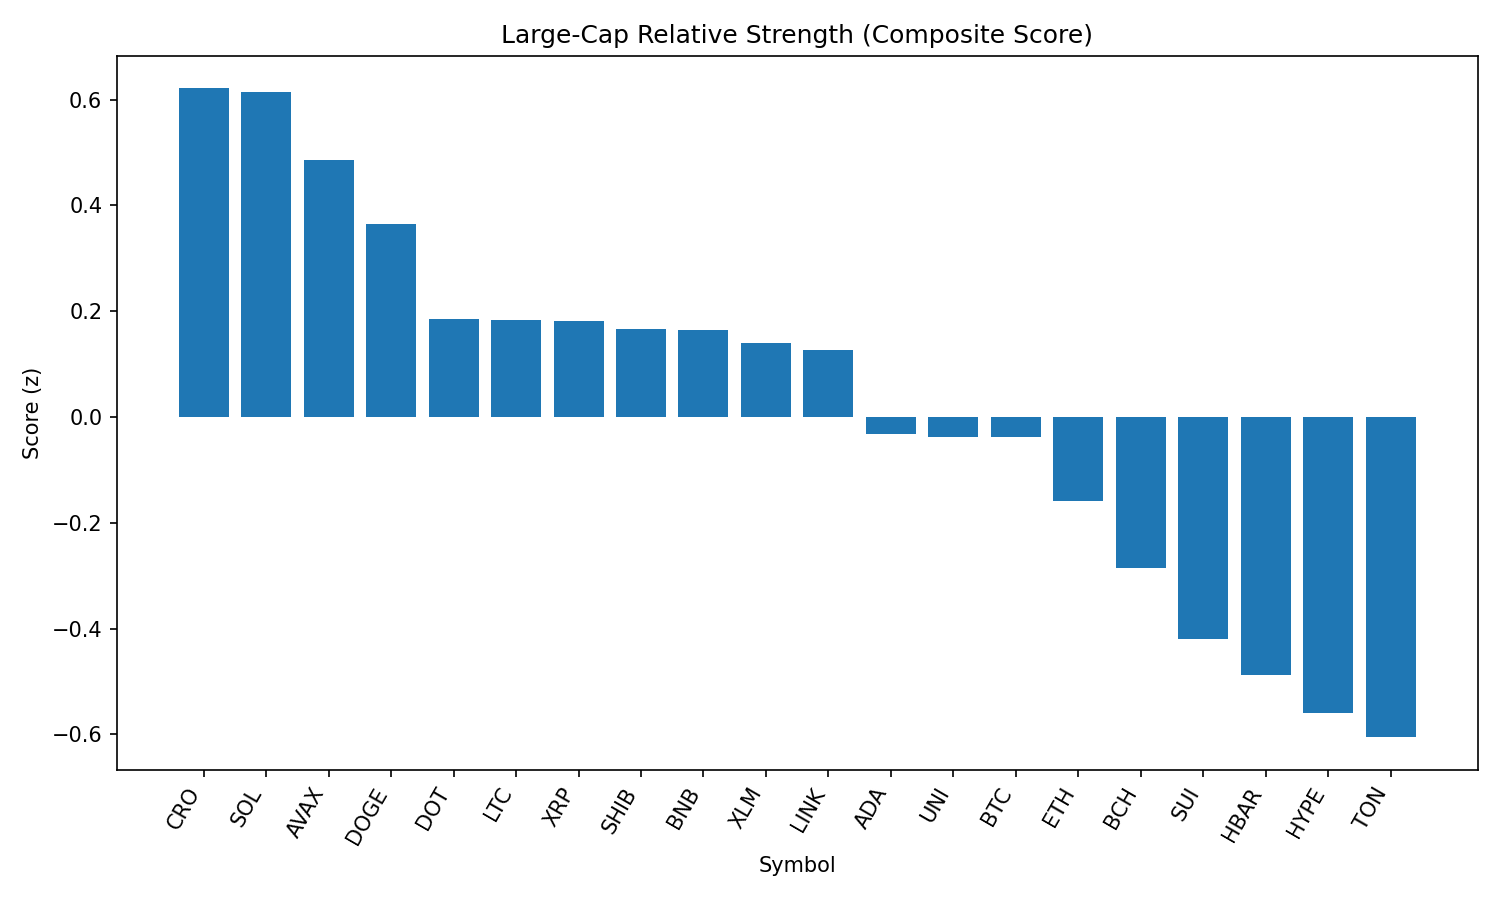 Large-Cap Relative Strength (Composite Score)
0.6
0.4
0.2
0.0
−0.2
−0.4
−0.6
Score (z)
CRO
SOL
AVAX
DOGE
DOT
LTC
XRP
SHIB
BNB
XLM
LINK
ADA
UNI
BTC
ETH
BCH
SUI
HBAR
HYPE
TON
Symbol